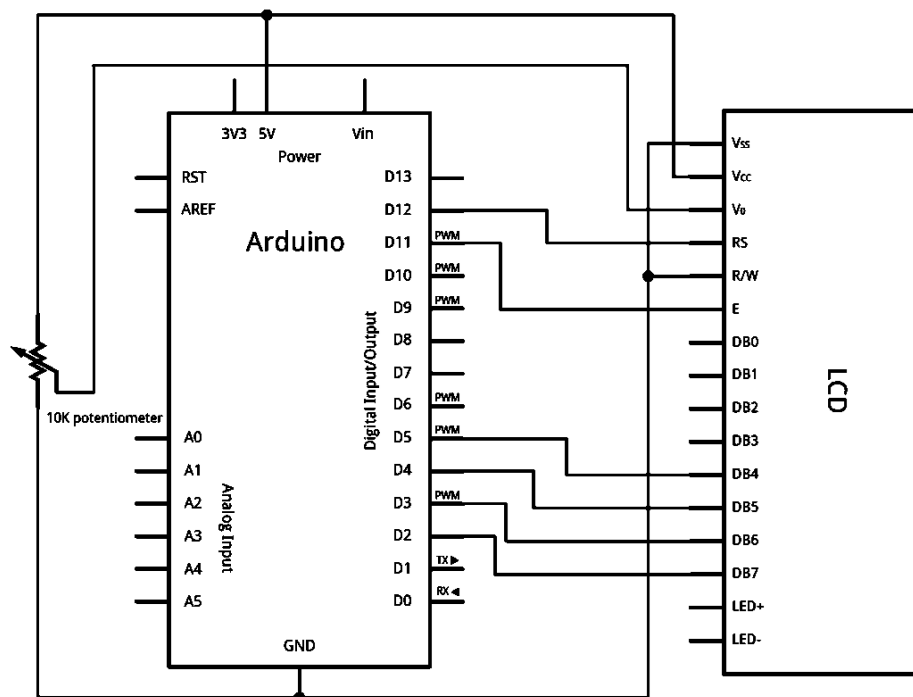 3V3 5V Vin
Power
RST
AREF
Arduino
D13
D12
D11 PWM
D10 PWM
D9 PWM
D8
D7
D6 PWM
D5 PWM
D4
D3 PWM
D2
D1 TX ▶
D0 RX ◀
Digital Input/Output
10K potentiometer
A0
A1
A2
A3
A4
A5
Analog Input
GND
Vss
Vcc
V0
RS
R/W
E
DB0
DB1
DB2
DB3
DB4
DB5
DB6
DB7
LED+
LED-
LCD